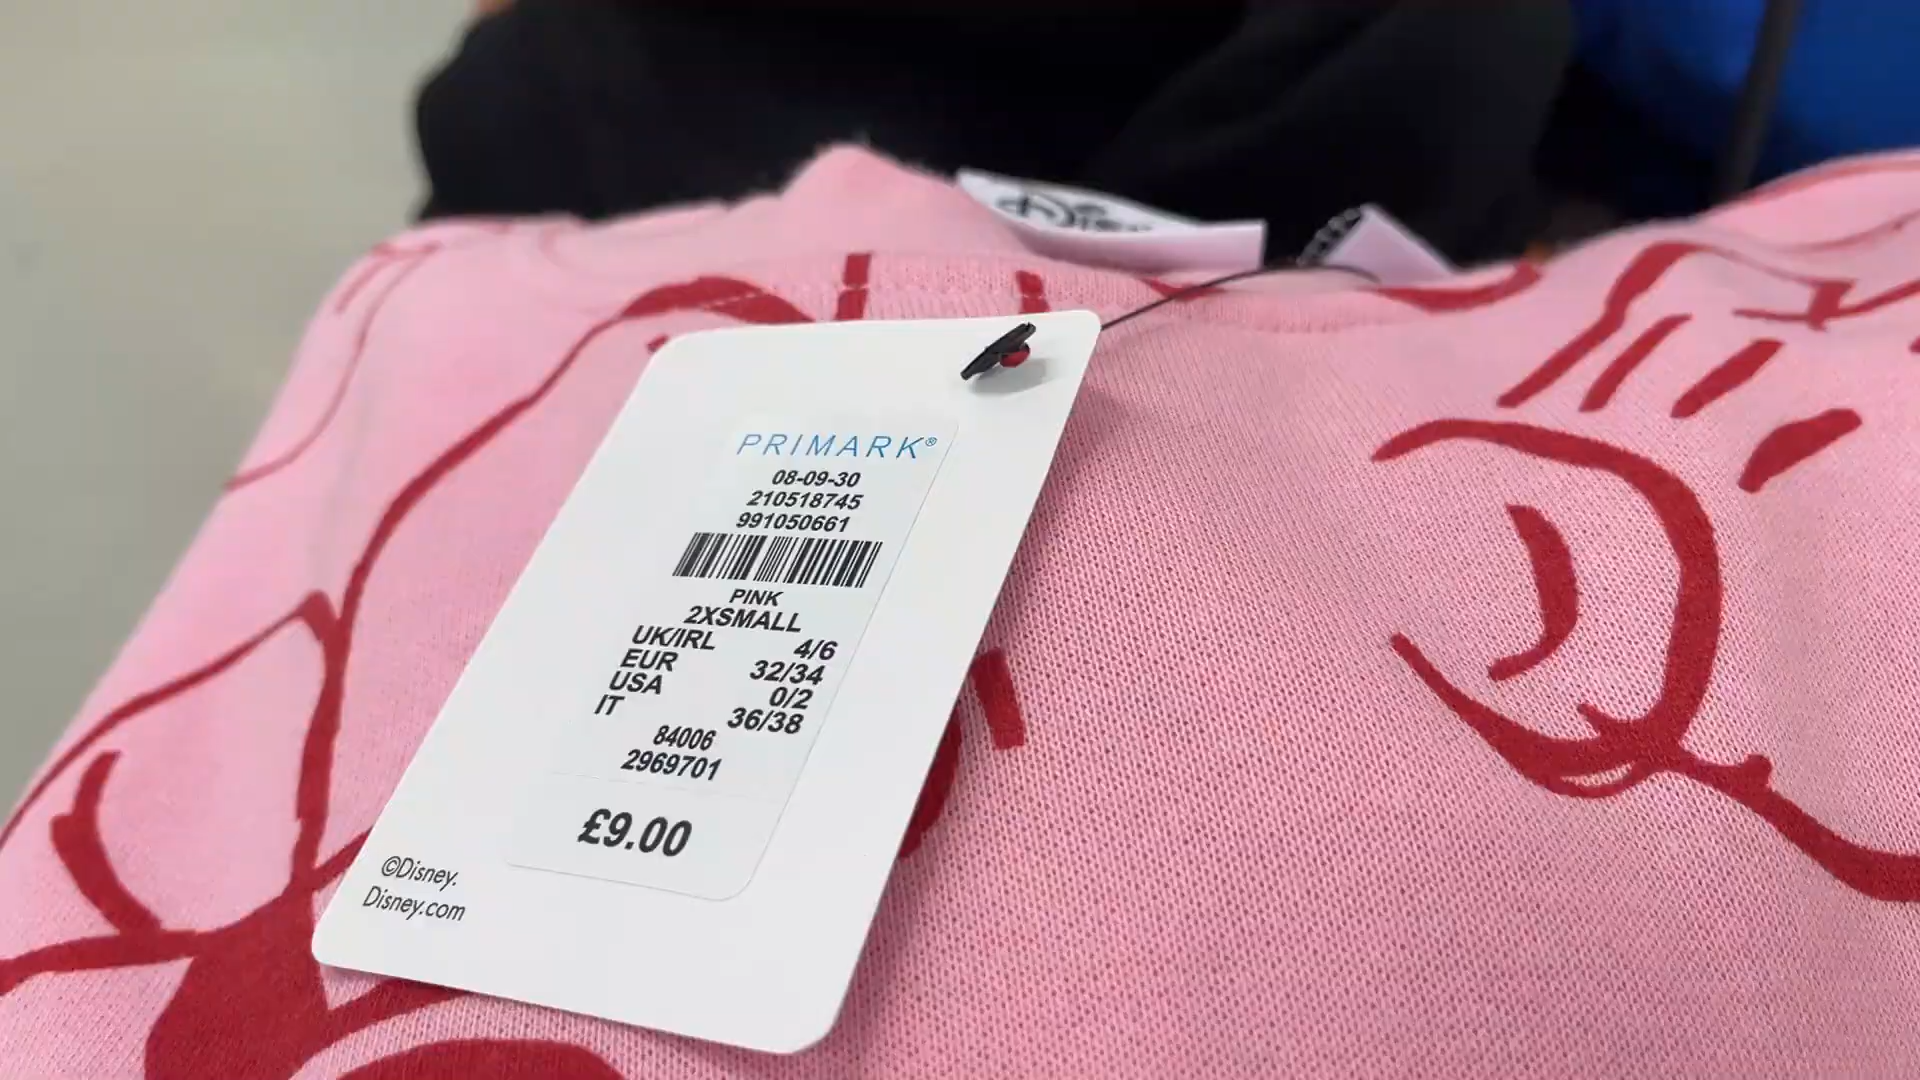 PRIMARK®
08-09-30
210518745
991050661
PINK
2XSMALL
UK/IRL 4/6
EUR 32/34
USA 0/2
IT 36/38
84006
2969701
£9.00
©Disney.
Disney.com